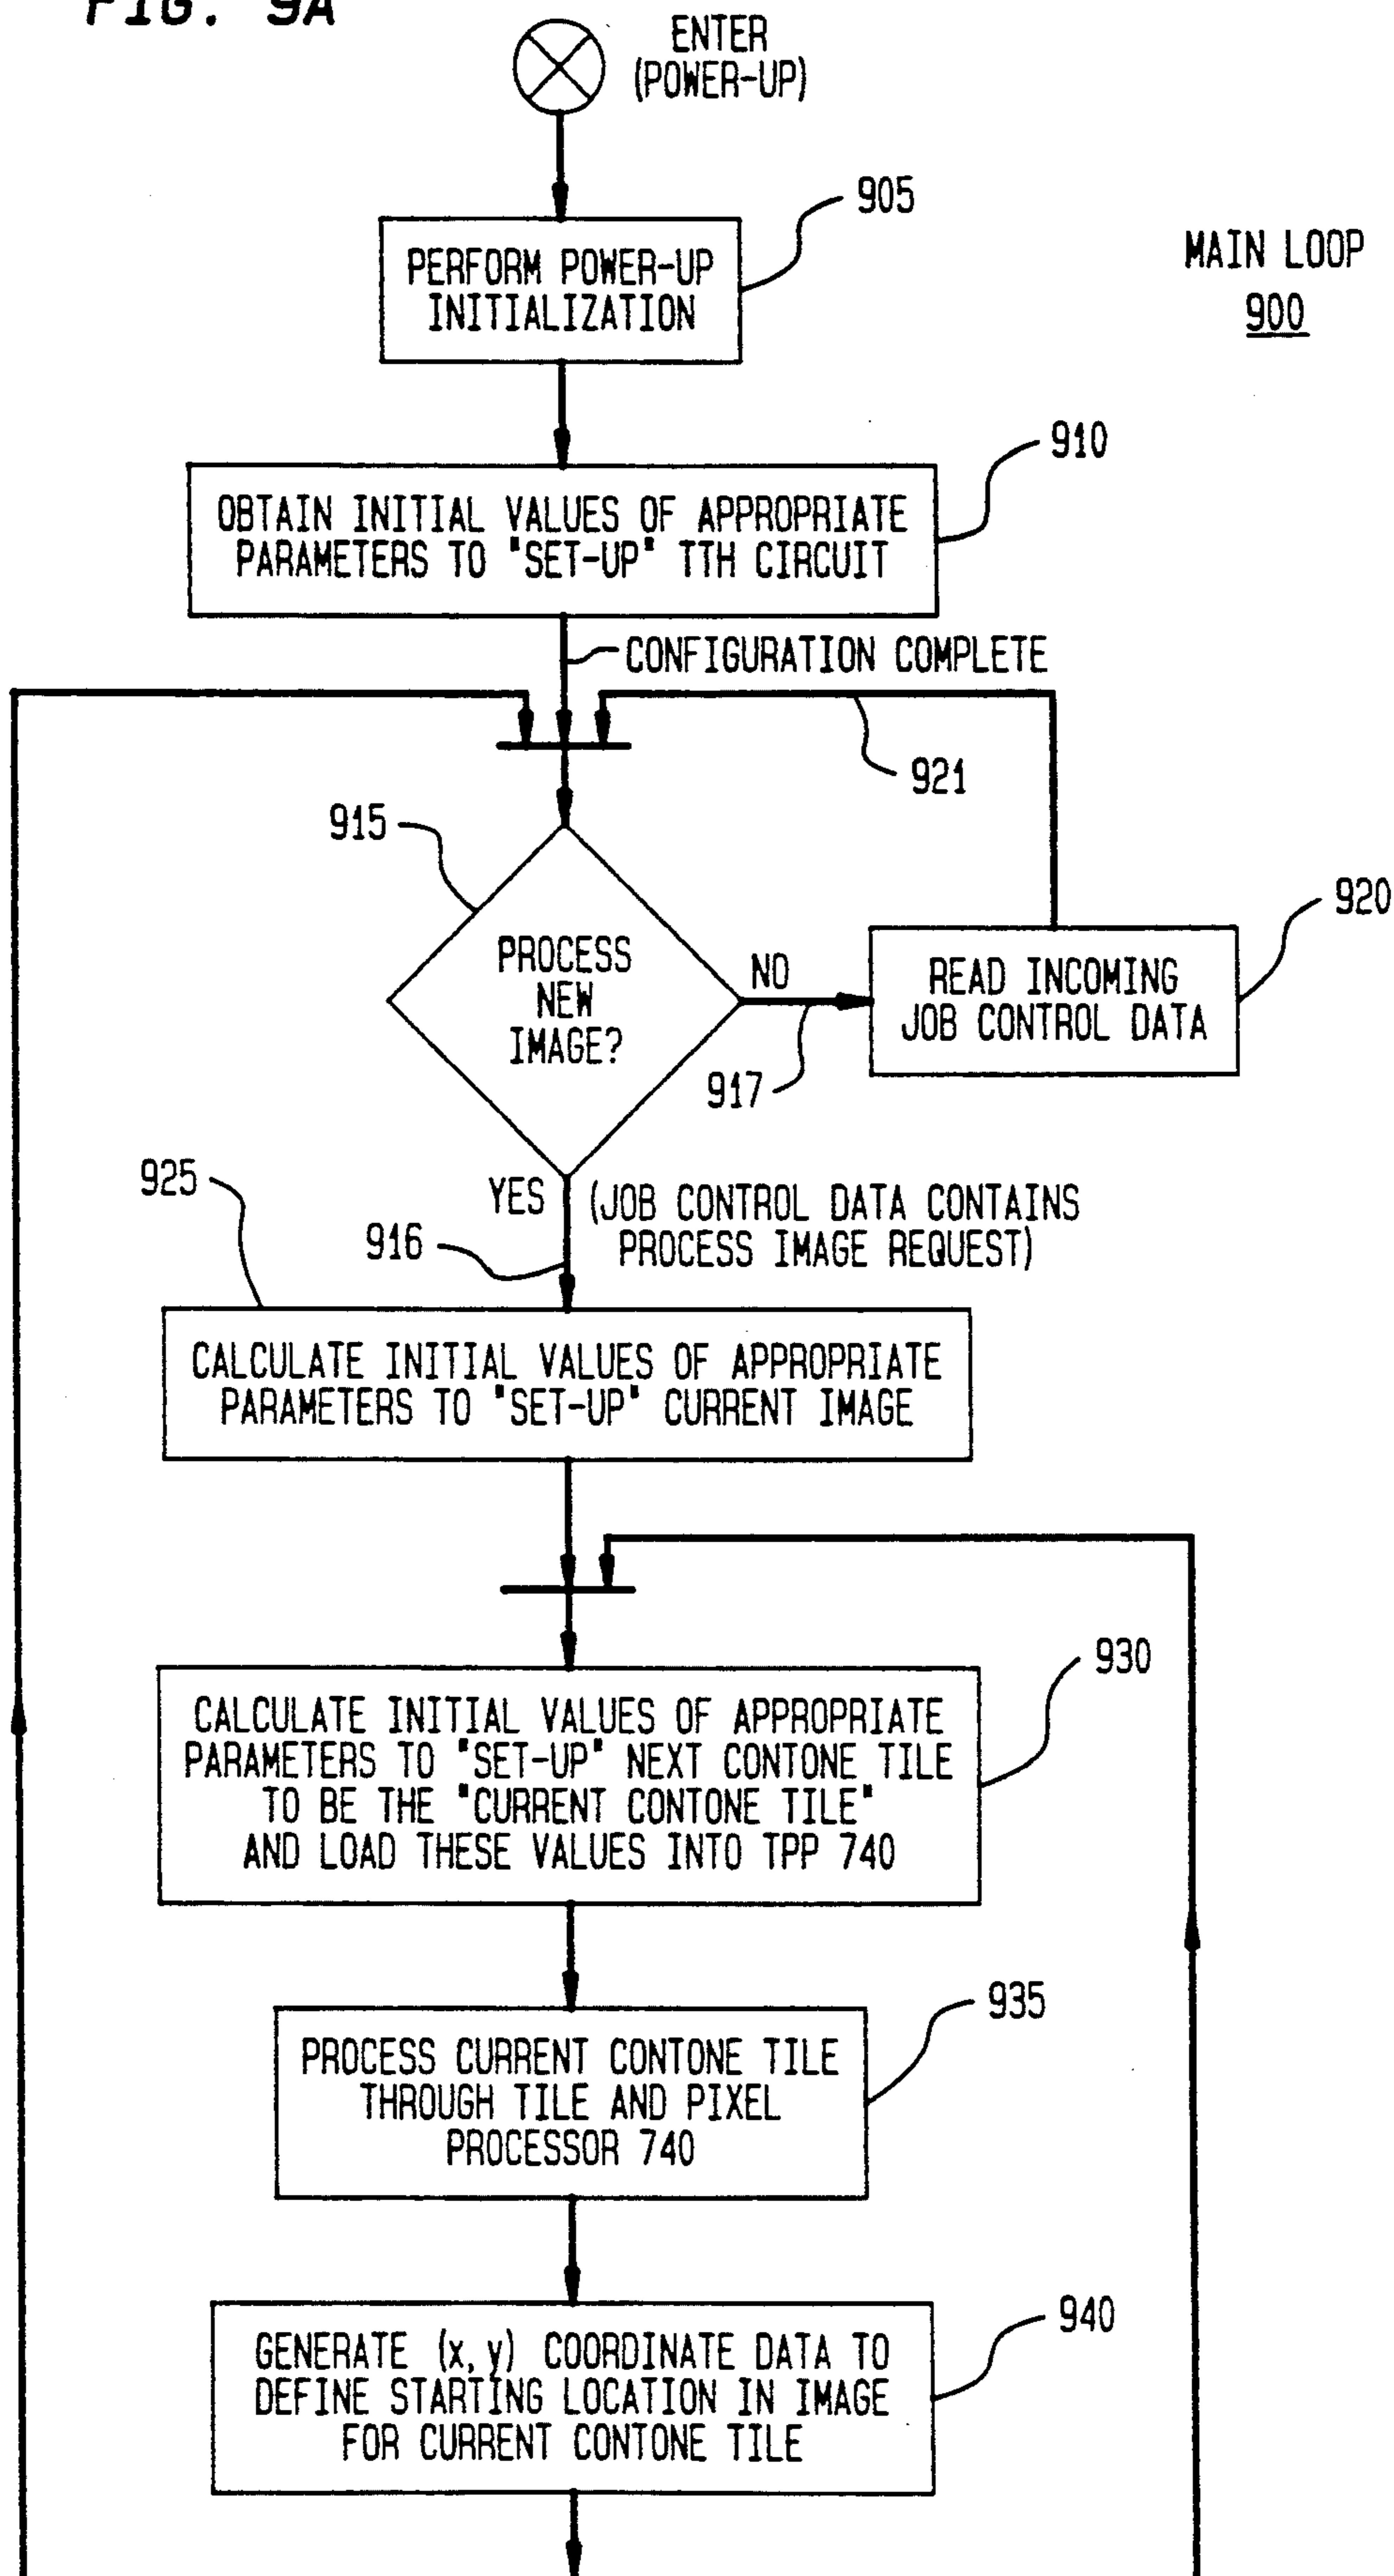 FIG. 9A
ENTER
(POWER-UP)
905
PERFORM POWER-UP
INITIALIZATION
MAIN LOOP
900
910
OBTAIN INITIAL VALUES OF APPROPRIATE
PARAMETERS TO "SET-UP" TTH CIRCUIT
CONFIGURATION COMPLETE
921
915
PROCESS
NEW
IMAGE?
NO
917
920
READ INCOMING
JOB CONTROL DATA
925
YES
916
(JOB CONTROL DATA CONTAINS
PROCESS IMAGE REQUEST)
CALCULATE INITIAL VALUES OF APPROPRIATE
PARAMETERS TO "SET-UP" CURRENT IMAGE
930
CALCULATE INITIAL VALUES OF APPROPRIATE
PARAMETERS TO "SET-UP" NEXT CONTONE TILE
TO BE THE "CURRENT CONTONE TILE"
AND LOAD THESE VALUES INTO TPP 740
935
PROCESS CURRENT CONTONE TILE
THROUGH TILE AND PIXEL
PROCESSOR 740
940
GENERATE (x, y) COORDINATE DATA TO
DEFINE STARTING LOCATION IN IMAGE
FOR CURRENT CONTONE TILE